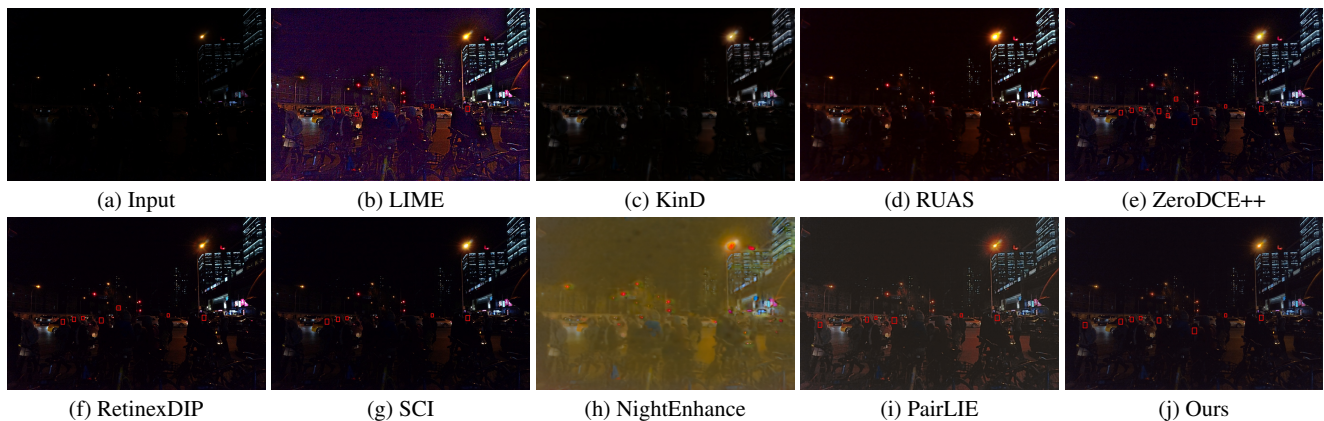 (a) Input (b) LIME (c) KinD (d) RUAS (e) ZeroDCE++
(f) RetinexDIP (g) SCI (h) NightEnhance (i) PairLIE (j) Ours